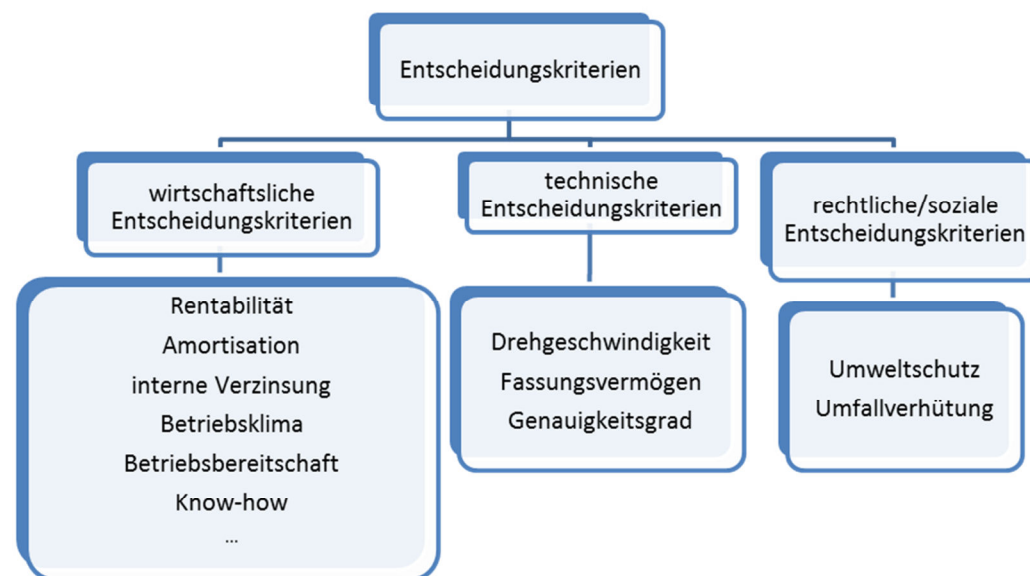 Entscheidungskriterien
wirtschaftsliche
Entscheidungskriterien
Rentabilität
Amortisation
interne Verzinsung
Betriebsklima
Betriebsbereitschaft
Know-how
...
technische
Entscheidungskriterien
Drehgeschwindigkeit
Fassungsvermögen
Genauigkeitsgrad
rechtliche/soziale
Entscheidungskriterien
Umweltschutz
Umfallverhütung